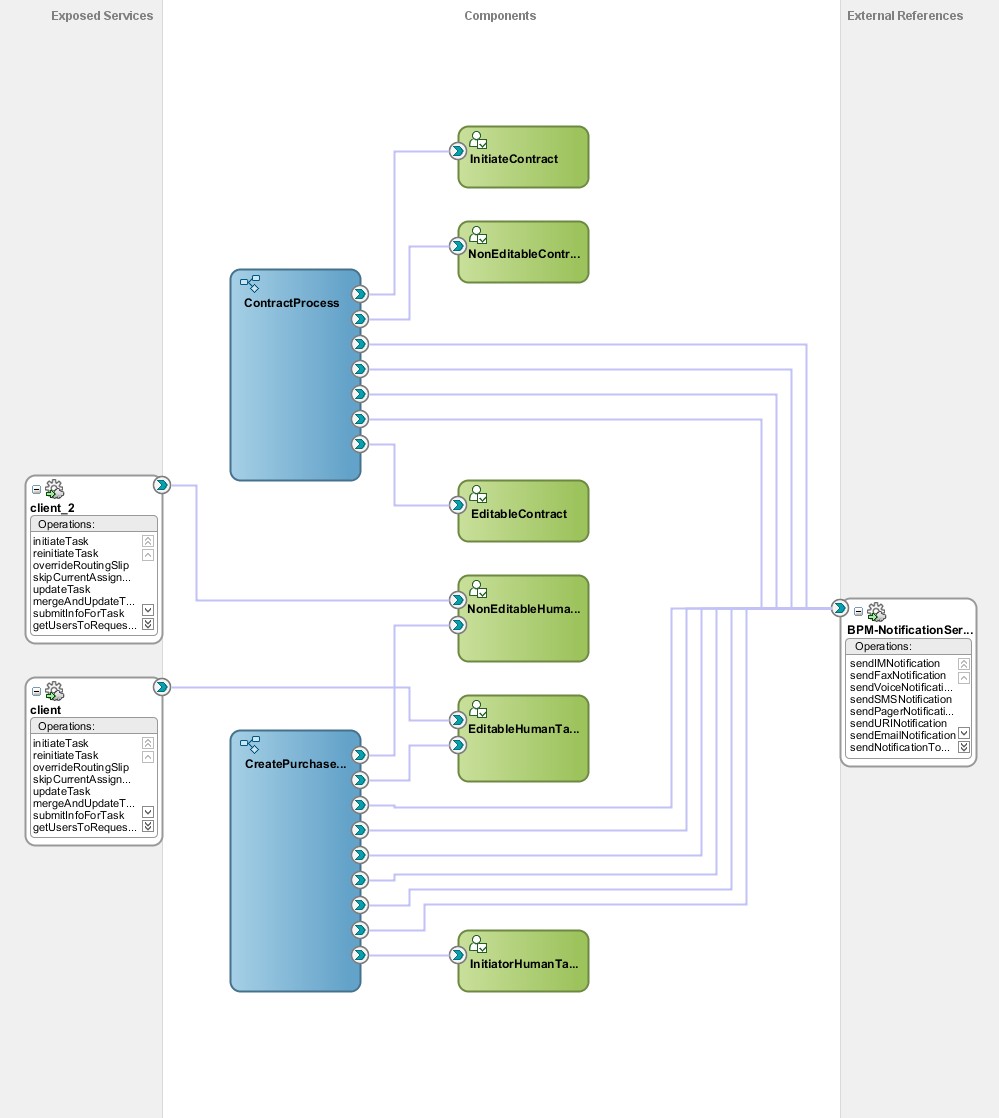 Exposed Services
Components
External References
InitiateContract
NonEditableContr...
ContractProcess
EditableContract
client_2
Operations:
initiateTask
reinitiateTask
overrideRoutingSlip
skipCurrentAssign...
updateTask
mergeAndUpdateT...
submitInfoForTask
getUsersToReques...
NonEditableHuma...
BPM-NotificationSer...
Operations:
sendIMNotification
sendFaxNotification
sendVoiceNotificati...
sendSMSNotification
sendPagerNotificati...
sendURINotification
sendEmailNotification
sendNotificationTo...
client
Operations:
initiateTask
reinitiateTask
overrideRoutingSlip
skipCurrentAssign...
updateTask
mergeAndUpdateT...
submitInfoForTask
getUsersToReques...
EditableHumanTa...
CreatePurchase...
InitiatorHumanTa...